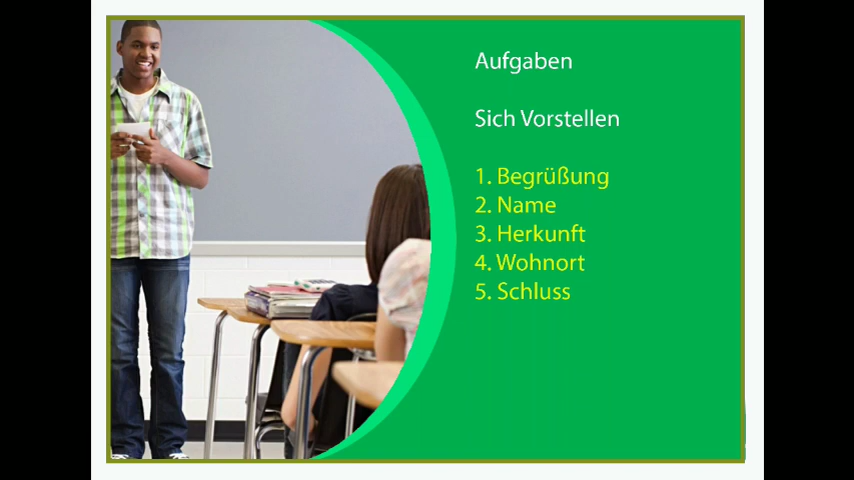 Aufgaben
Sich Vorstellen
1. Begrüßung
2. Name
3. Herkunft
4. Wohnort
5. Schluss